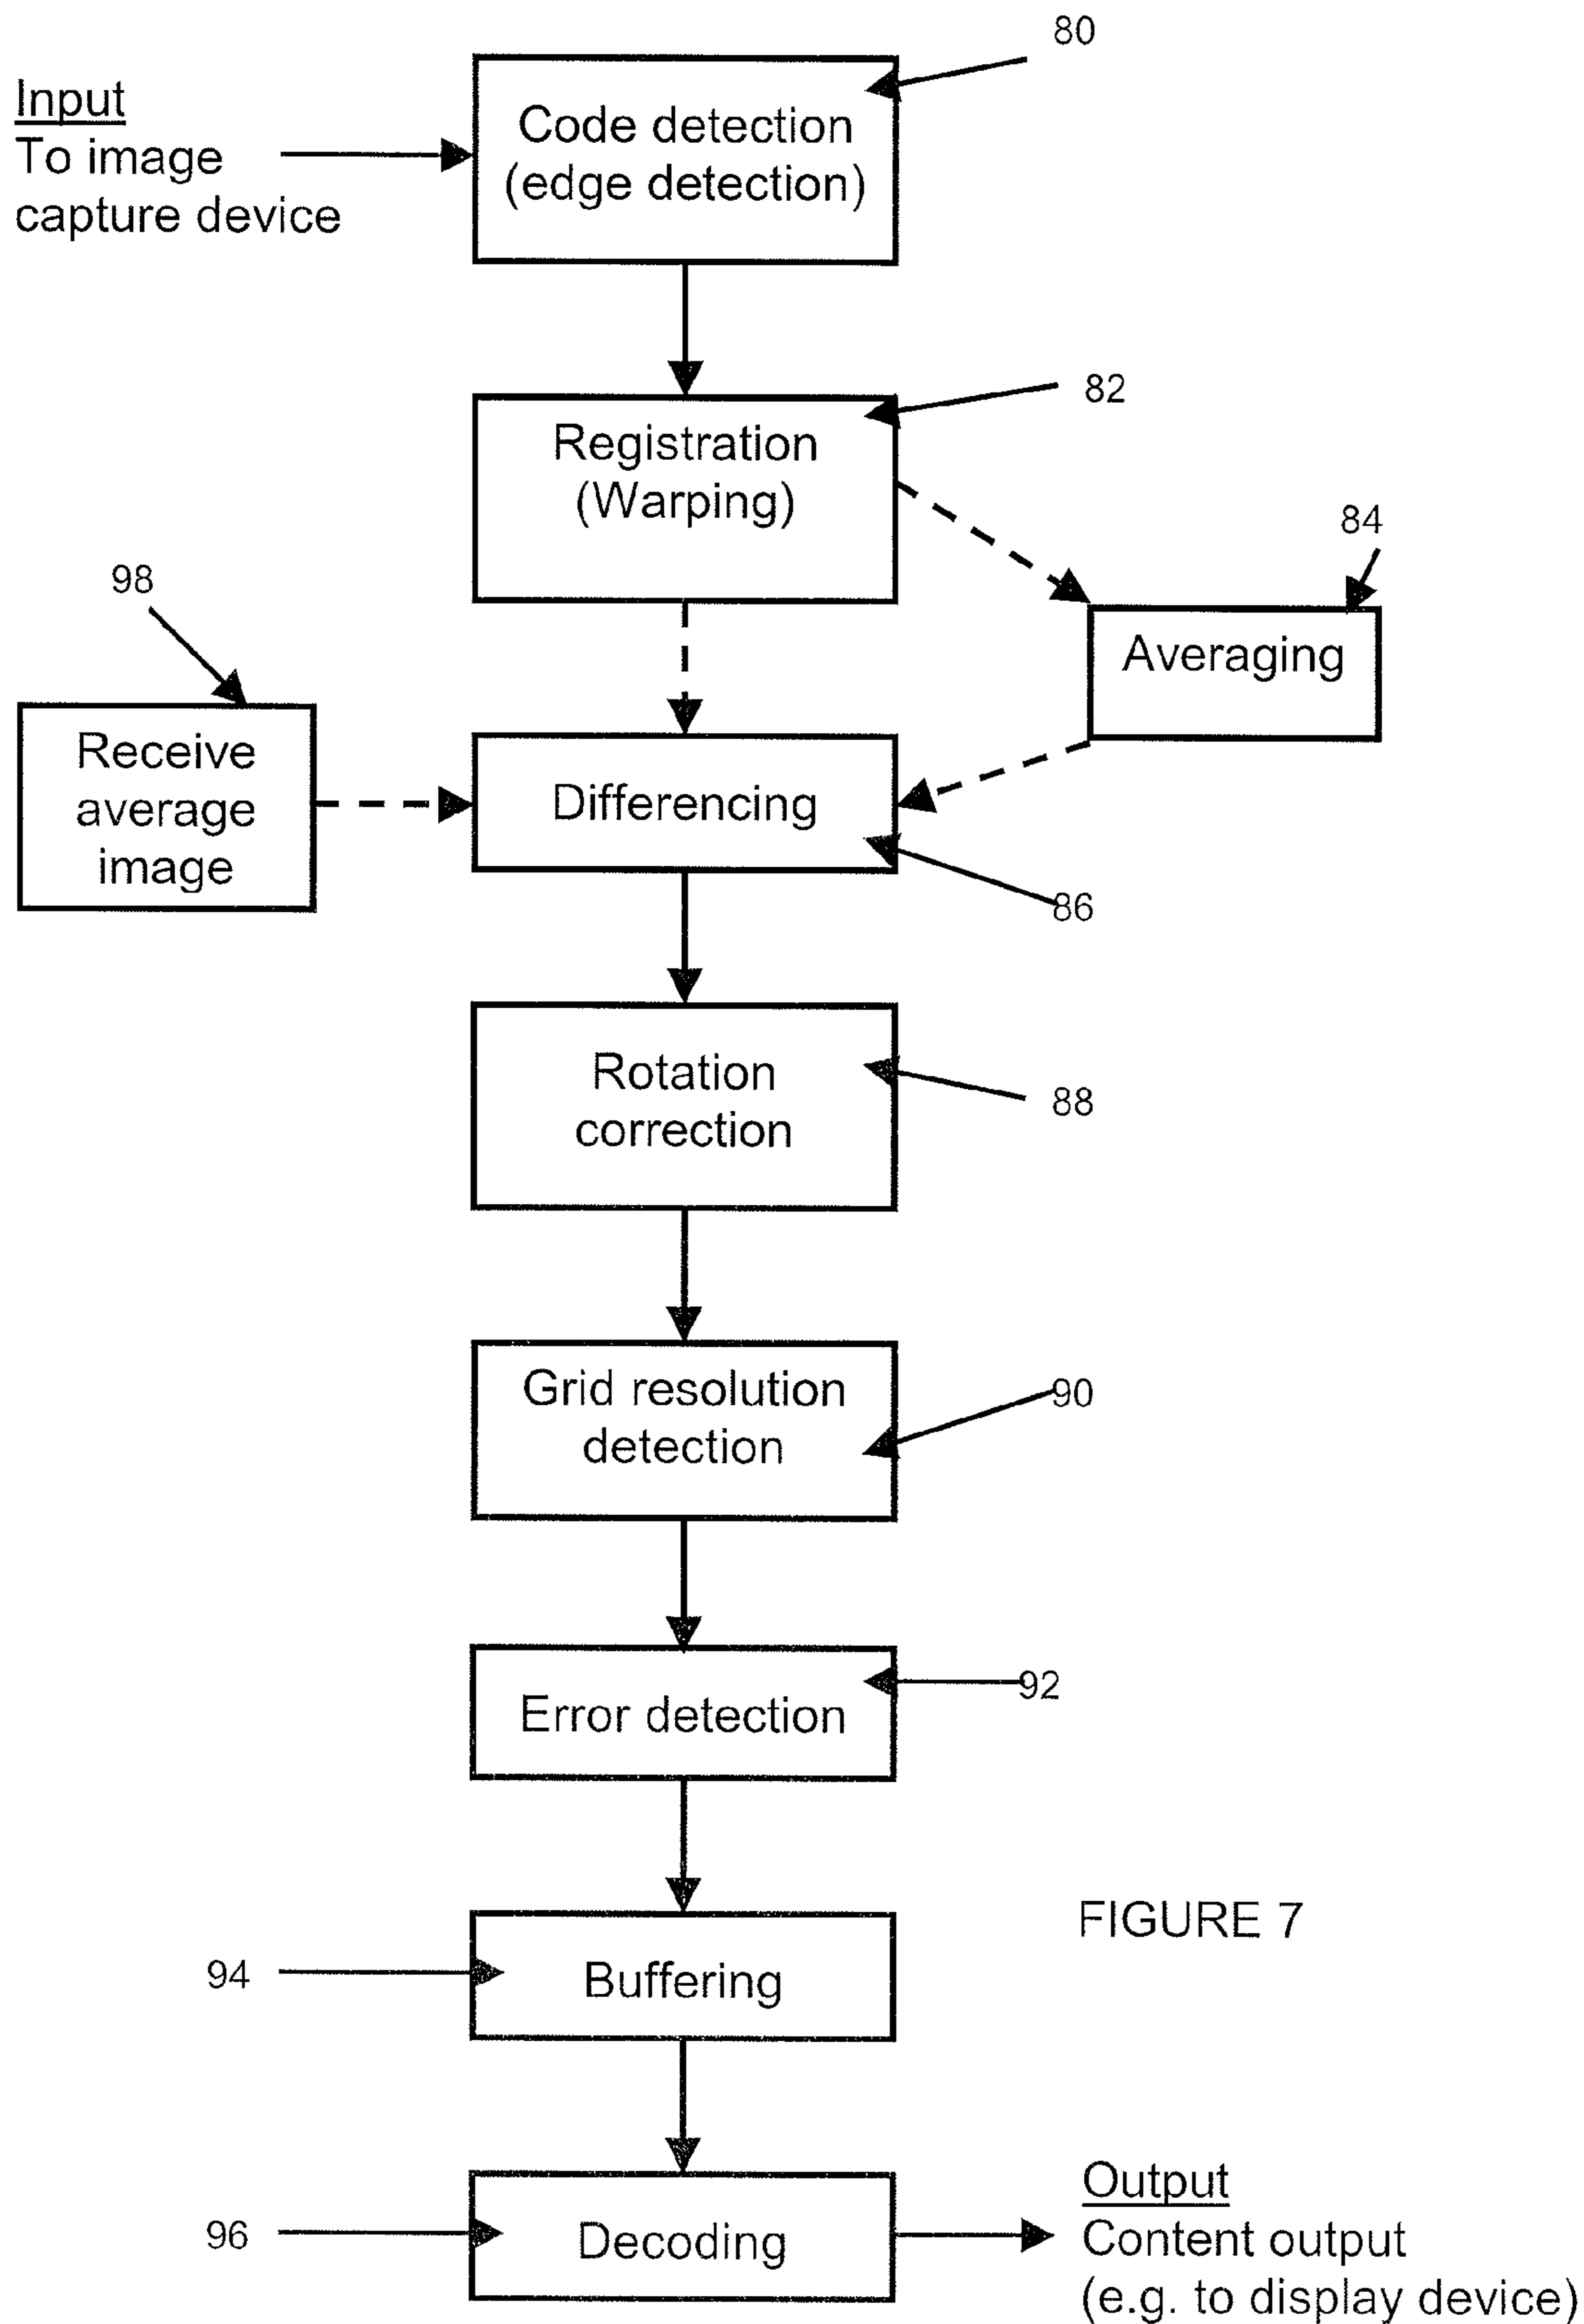 80
Input
To image
capture device
Code detection
(edge detection)
82
Registration
(Warping)
84
Averaging
98
Receive
average
image
Differencing
86
Rotation
correction
88
Grid resolution
detection
90
92
Error detection
FIGURE 7
94
Buffering
96
Decoding
Output
Content output
(e.g. to display device)